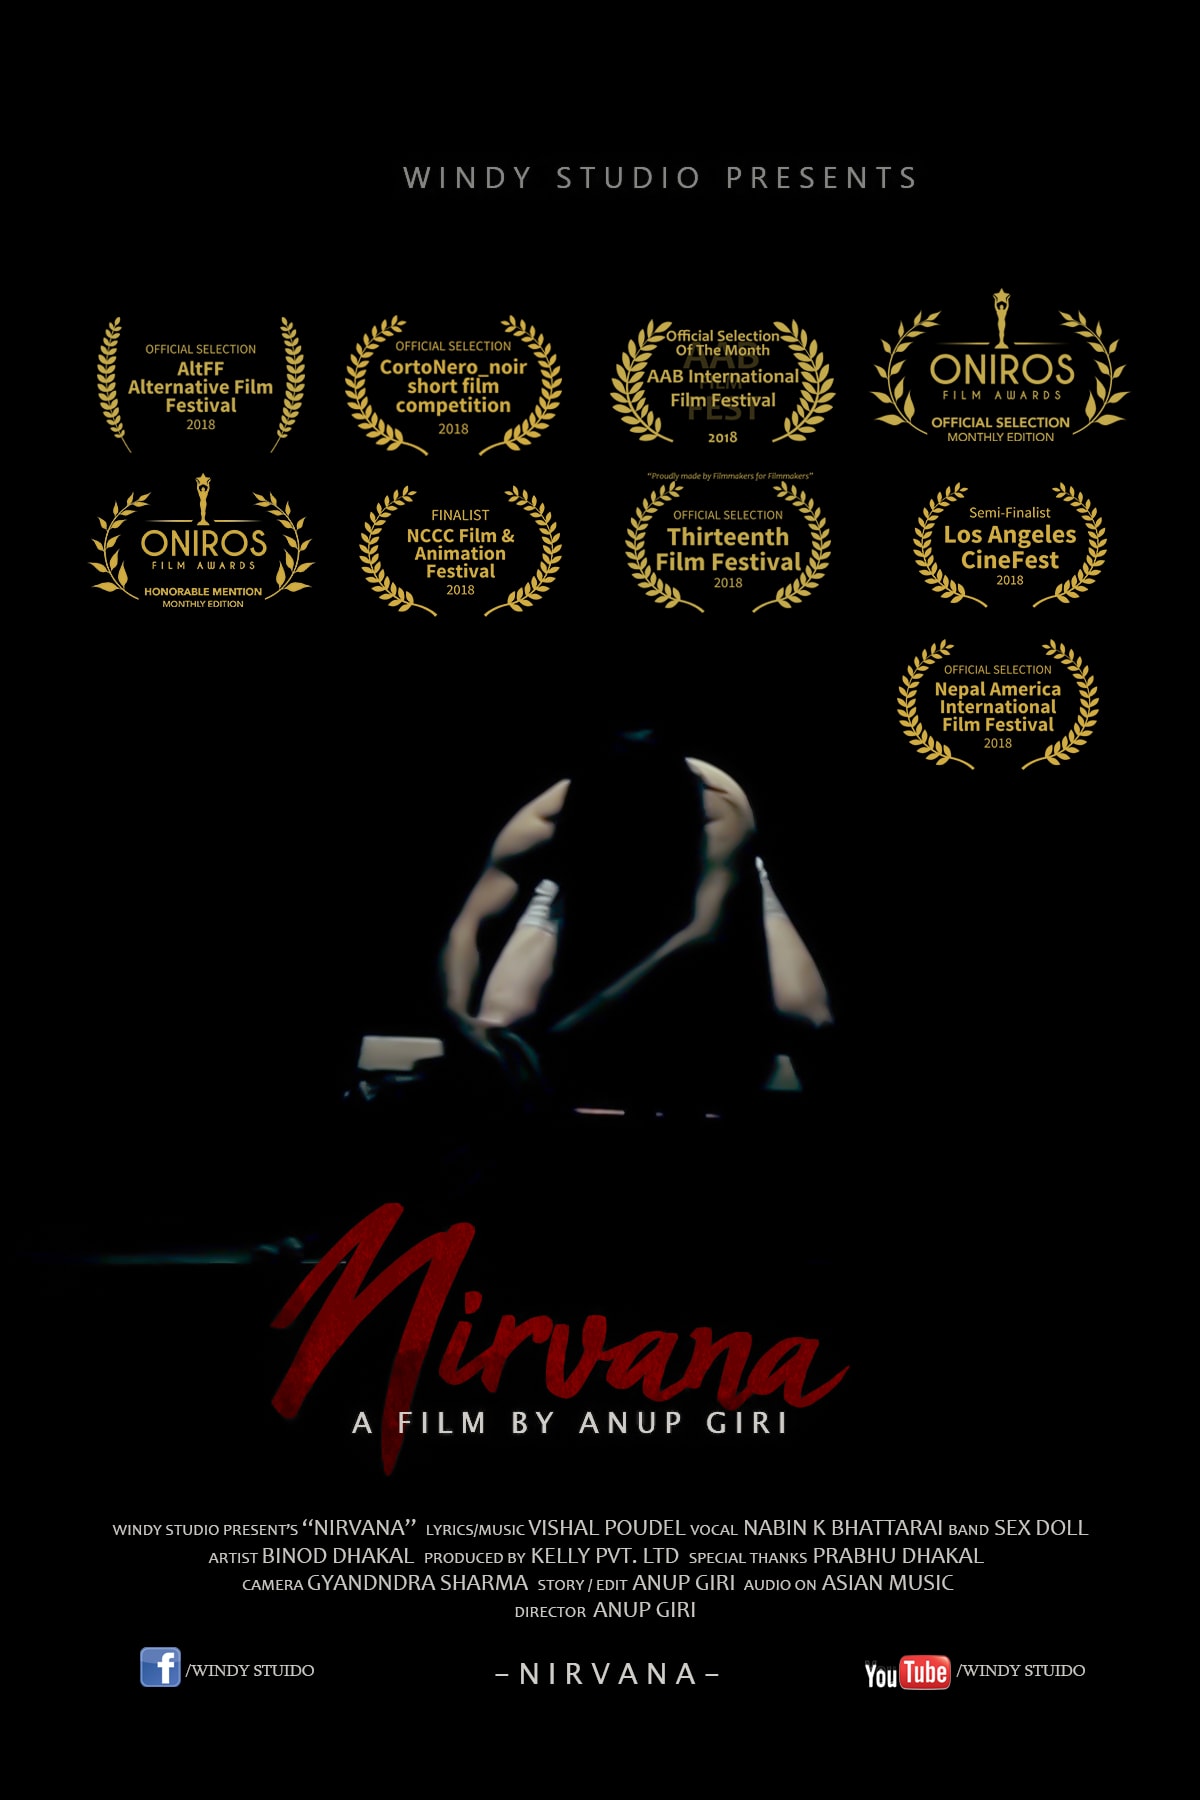 WINDY STUDIO PRESENTS
OFFICIAL SELECTION
AltFF
Alternative Film
Festival
2018
OFFICIAL SELECTION
CortoNero_noir
short film
competition
2018
Official Selection
Of The Month
AAB
FILM
FEST
AAB International
Film Festival
2018
ONIROS
FILM AWARDS
OFFICIAL SELECTION
MONTHLY EDITION
ONIROS
FILM AWARDS
HONORABLE MENTION
MONTHLY EDITION
FINALIST
NCCC Film &
Animation
Festival
2018
"Proudly made by Filmmakers for Filmmakers"
OFFICIAL SELECTION
Thirteenth
Film Festival
2018
Semi-Finalist
Los Angeles
CineFest
2018
OFFICIAL SELECTION
Nepal America
International
Film Festival
2018
Nirvana
A FILM BY ANUP GIRI
WINDY STUDIO PRESENT'S “NIRVANA” LYRICS/MUSIC VISHAL POUDEL VOCAL NABIN K BHATTARAI BAND SEX DOLL
ARTIST BINOD DHAKAL PRODUCED BY KELLY PVT. LTD SPECIAL THANKS PRABHU DHAKAL
CAMERA GYANDNDRA SHARMA STORY / EDIT ANUP GIRI AUDIO ON ASIAN MUSIC
DIRECTOR ANUP GIRI
f /WINDY STUIDO
–NIRVANA–
YouTube /WINDY STUIDO